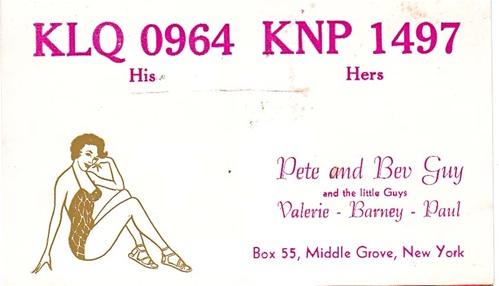 KLQ 0964 KNP 1497
His Hers
Pete and Bev Guy
and the little Guys
Valerie - Barney - Paul
Box 55, Middle Grove, New York